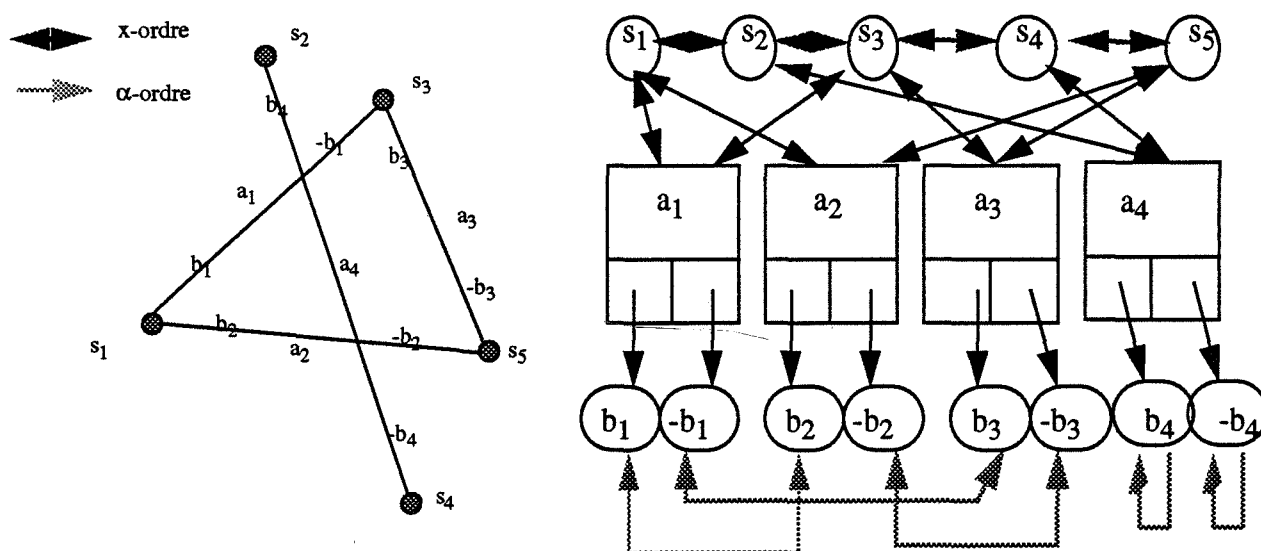 x-ordre
α-ordre
s2
s3
b4
-b1
b3
a1
a3
b1
a4
-b3
b2
-b2
s1
a2
s5
-b4
s4
s1 s2 s3 s4 s5
a1 a2 a3 a4
b1 -b1 b2 -b2 b3 -b3 b4 -b4